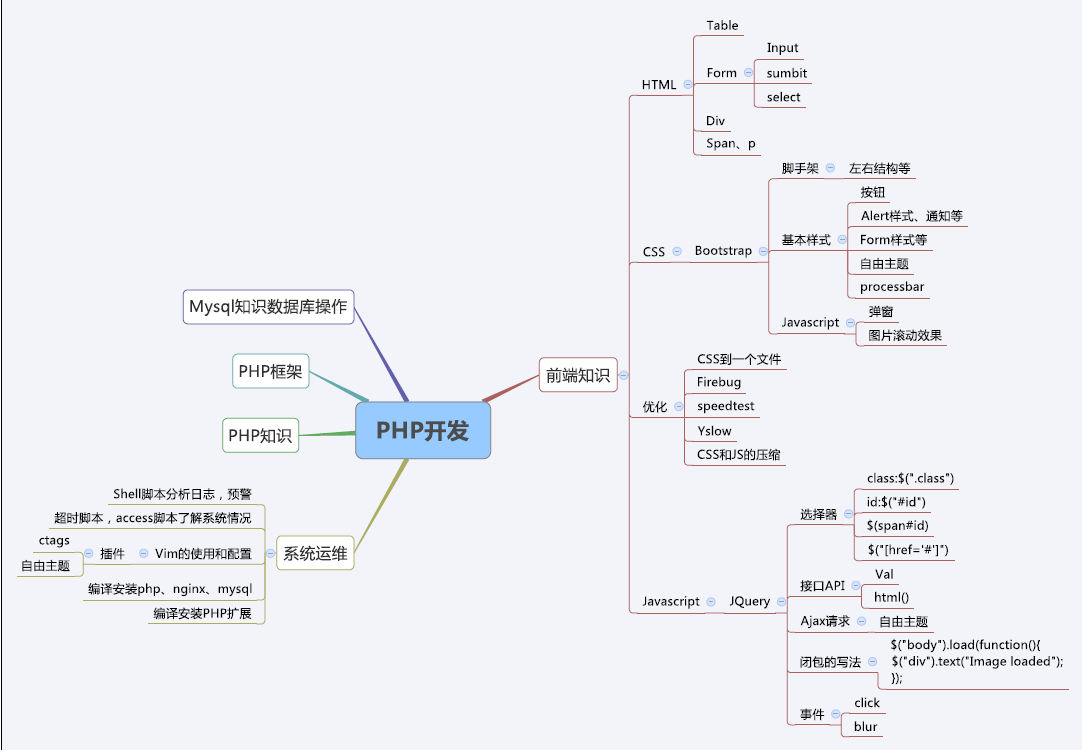 PHP开发
前端知识
HTML
Table
Form
Input
sumbit
select
Div
Span、p
CSS
Bootstrap
脚手架
左右结构等
基本样式
按钮
Alert样式、通知等
Form样式等
自由主题
processbar
Javascript
弹窗
图片滚动效果
优化
CSS到一个文件
Firebug
speedtest
Yslow
CSS和JS的压缩
Javascript
JQuery
选择器
class:$(".class")
id:$("#id")
$(span#id)
$("[href='#']")
接口API
Val
html()
Ajax请求
自由主题
闭包的写法
$("body").load(function(){
$("div").text("Image loaded");
});
事件
click
blur
Mysql知识数据库操作
PHP框架
PHP知识
系统运维
Shell脚本分析日志，预警
超时脚本，access脚本了解系统情况
Vim的使用和配置
插件
ctags
自由主题
编译安装php、nginx、mysql
编译安装PHP扩展